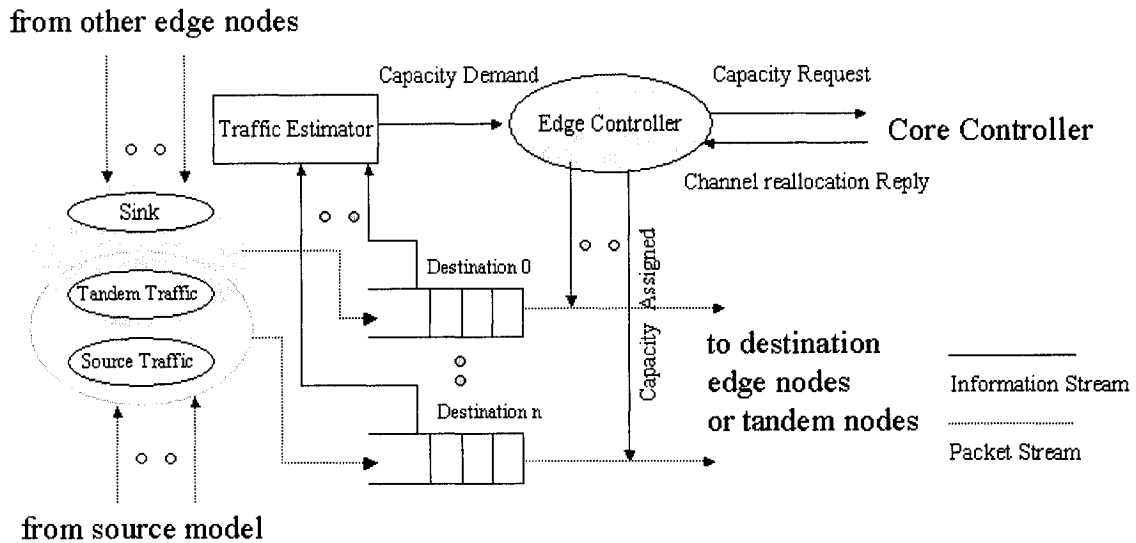 from other edge nodes
Capacity Demand
Capacity Request
Traffic Estimator
Edge Controller
Core Controller
Channel reallocation Reply
Sink
Destination 0
Tandem Traffic
Capacity Assigned
Source Traffic
to destination
edge nodes
or tandem nodes
Information Stream
Destination n
Packet Stream
from source model